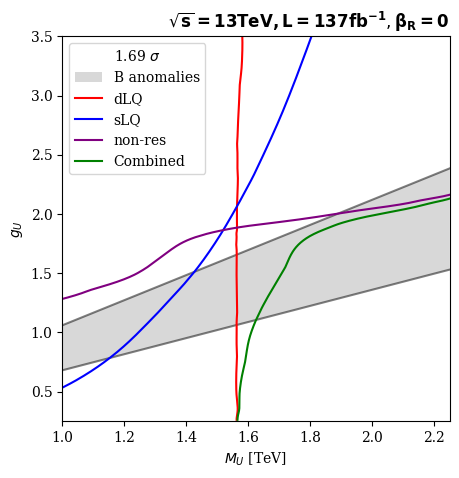 √s = 13TeV, L = 137fb⁻¹, β_R = 0
3.5
3.0
2.5
2.0
1.5
1.0
0.5
g_U
1.69 σ
B anomalies
dLQ
sLQ
non-res
Combined
1.0 1.2 1.4 1.6 1.8 2.0 2.2
M_U [TeV]